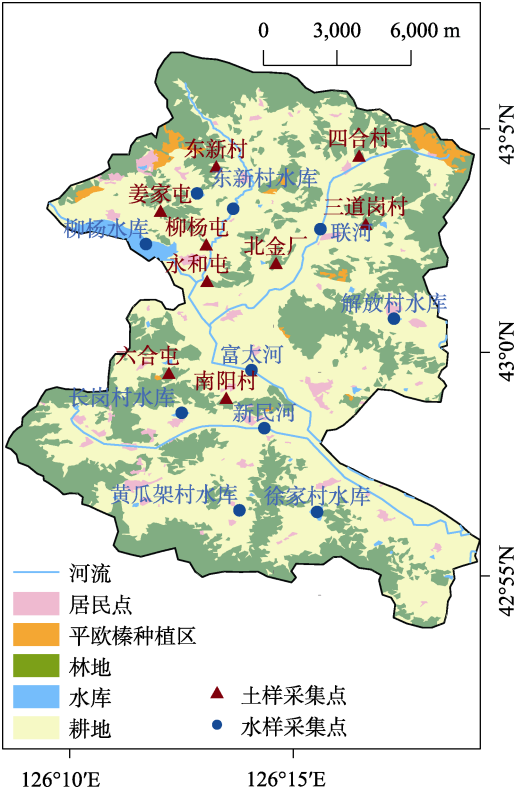 0 3,000 6,000 m
43°5′N
四合村
东新村
东新村水库
姜家屯
三道岗村
柳杨水库
柳杨屯
北金厂
联河
永和屯
解放村水库
43°0′N
六合屯
富太河
南阳村
长岗村水库
新民河
黄瓜架村水库
徐家村水库
42°55′N
河流
居民点
平欧榛种植区
林地
水库
耕地
土样采集点
水样采集点
126°10′E
126°15′E